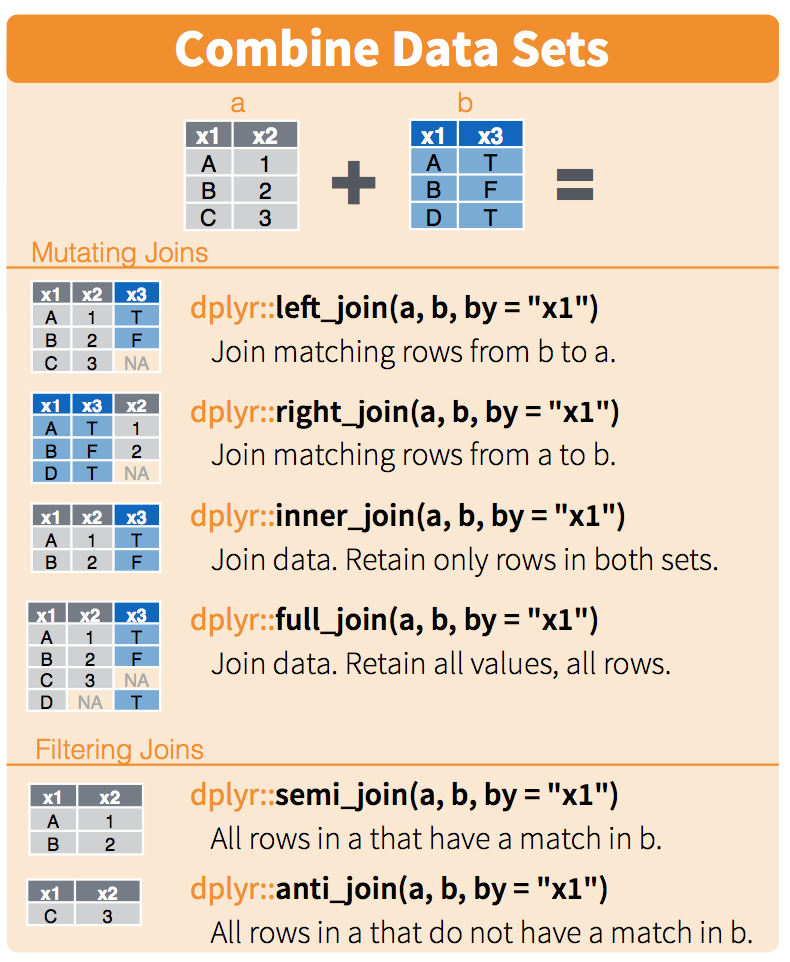 Combine Data Sets
a b
x1 x2 x1 x3
A 1 A T
B 2 + B F =
C 3 D T
Mutating Joins
x1 x2 x3
A 1 T
B 2 F
C 3 NA
dplyr::left_join(a, b, by = "x1")
Join matching rows from b to a.
x1 x3 x2
A T 1
B F 2
D T NA
dplyr::right_join(a, b, by = "x1")
Join matching rows from a to b.
x1 x2 x3
A 1 T
B 2 F
dplyr::inner_join(a, b, by = "x1")
Join data. Retain only rows in both sets.
x1 x2 x3
A 1 T
B 2 F
C 3 NA
D NA T
dplyr::full_join(a, b, by = "x1")
Join data. Retain all values, all rows.
Filtering Joins
x1 x2
A 1
B 2
dplyr::semi_join(a, b, by = "x1")
All rows in a that have a match in b.
x1 x2
C 3
dplyr::anti_join(a, b, by = "x1")
All rows in a that do not have a match in b.